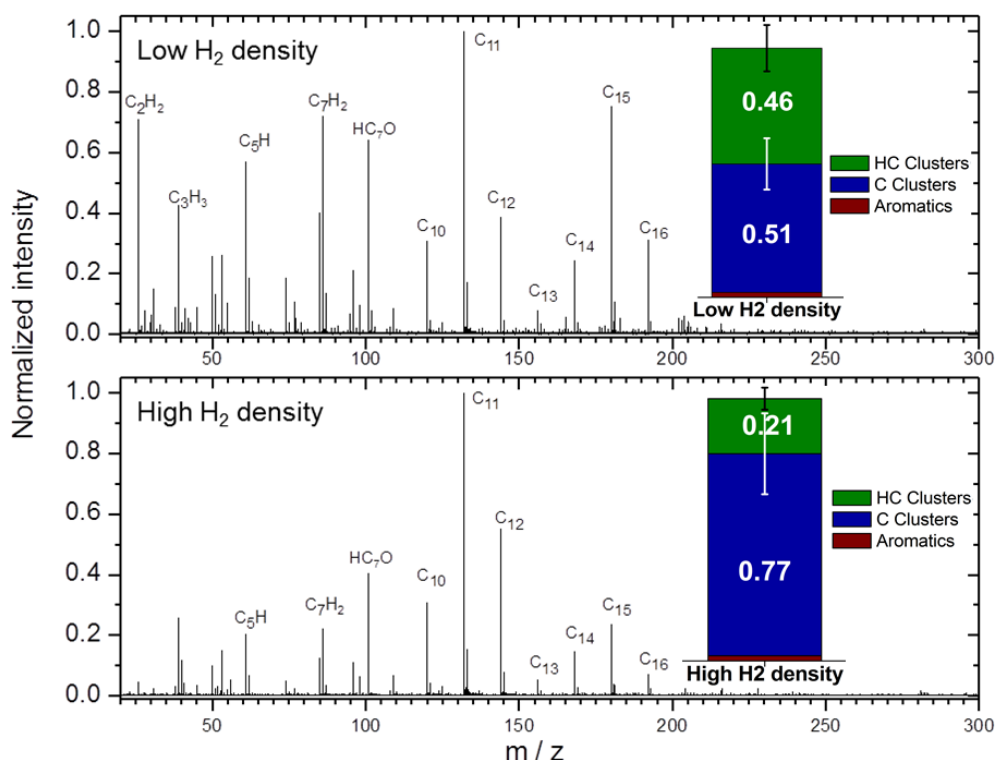 Normalized intensity
1.0
0.8
0.6
0.4
0.2
0.0
Low H2 density
C2H2
C3H3
C5H
C7H2
HC7O
C10
C11
C12
C13
C14
C15
C16
0.46
0.51
HC Clusters
C Clusters
Aromatics
Low H2 density
50 100 150 200 250 300
1.0
0.8
0.6
0.4
0.2
0.0
High H2 density
C5H
C7H2
HC7O
C10
C11
C12
C13
C14
C15
C16
0.21
0.77
HC Clusters
C Clusters
Aromatics
High H2 density
50 100 150 200 250 300
m / z